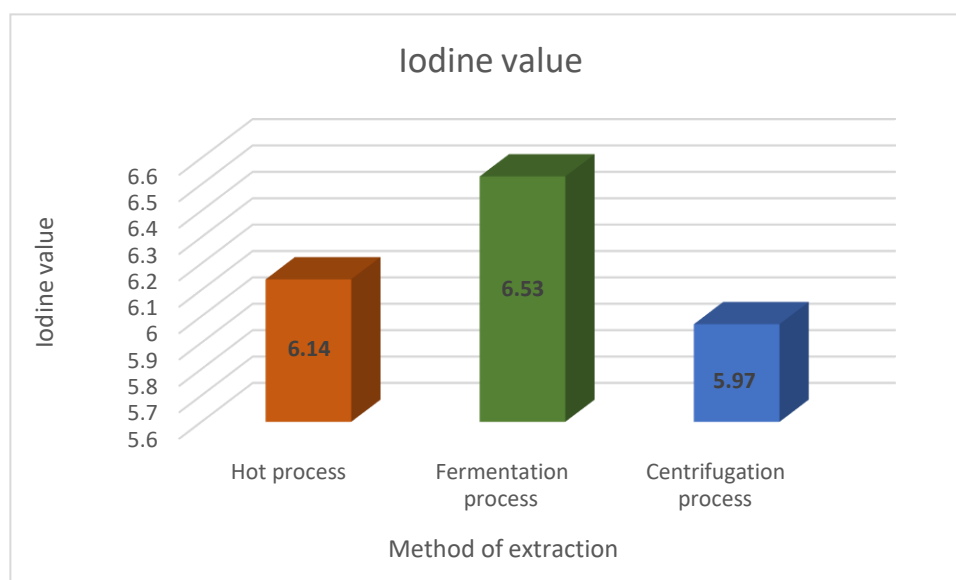 Iodine value
Iodine value
6.6
6.5
6.4
6.3
6.2
6.1
6
5.9
5.8
5.7
5.6
6.14
6.53
5.97
Hot process
Fermentation
process
Centrifugation
process
Method of extraction